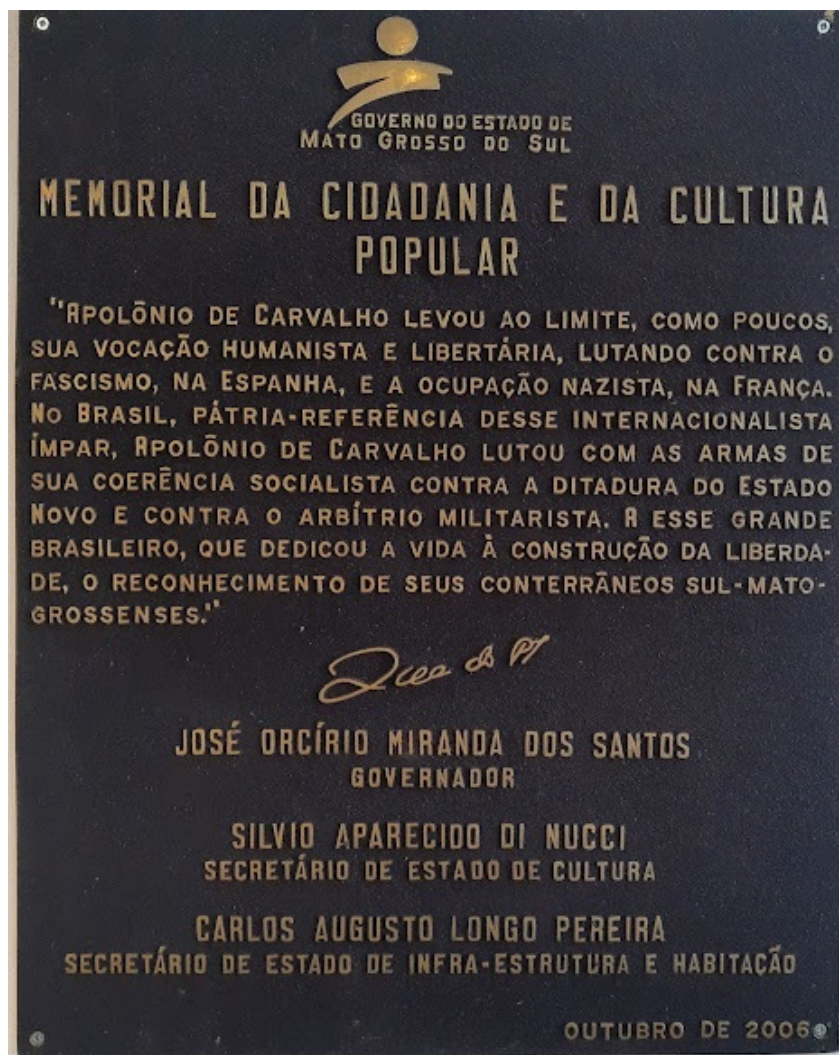 GOVERNO DO ESTADO DE
MATO GROSSO DO SUL
MEMORIAL DA CIDADANIA E DA CULTURA
POPULAR
"APOLÔNIO DE CARVALHO LEVOU AO LIMITE, COMO POUCOS,
SUA VOCAÇÃO HUMANISTA E LIBERTÁRIA, LUTANDO CONTRA O
FASCISMO, NA ESPANHA, E A OCUPAÇÃO NAZISTA, NA FRANÇA.
NO BRASIL, PÁTRIA-REFERÊNCIA DESSE INTERNACIONALISTA
ÍMPAR, APOLÔNIO DE CARVALHO LUTOU COM AS ARMAS DE
SUA COERÊNCIA SOCIALISTA CONTRA A DITADURA DO ESTADO
NOVO E CONTRA O ARBÍTRIO MILITARISTA. A ESSE GRANDE
BRASILEIRO, QUE DEDICOU A VIDA À CONSTRUÇÃO DA LIBERDA-
DE, O RECONHECIMENTO DE SEUS CONTERRÂNEOS SUL-MATO-
GROSSENSES."
Zeca do PT
JOSÉ ORCÍRIO MIRANDA DOS SANTOS
GOVERNADOR
SILVIO APARECIDO DI NUCCI
SECRETÁRIO DE ESTADO DE CULTURA
CARLOS AUGUSTO LONGO PEREIRA
SECRETÁRIO DE ESTADO DE INFRA-ESTRUTURA E HABITAÇÃO
OUTUBRO DE 2006